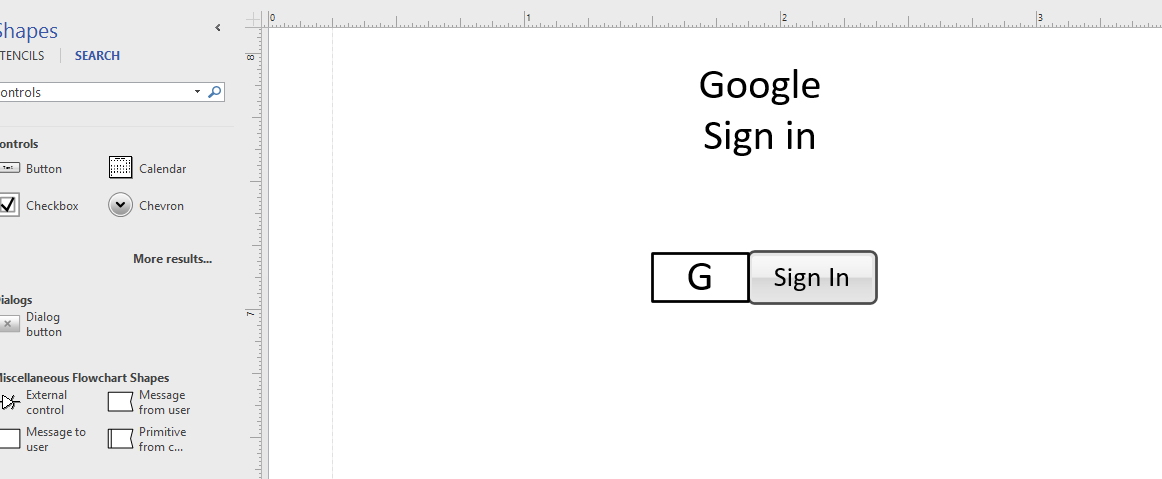 Shapes
TENCILS SEARCH
ontrols
ontrols
Button Calendar
Checkbox Chevron
More results...
ialogs
Dialog
button
Miscellaneous Flowchart Shapes
External
control
Message
from user
Message to
user
Primitive
from c...
0 1 2 3
8
7
Google
Sign in
G Sign In